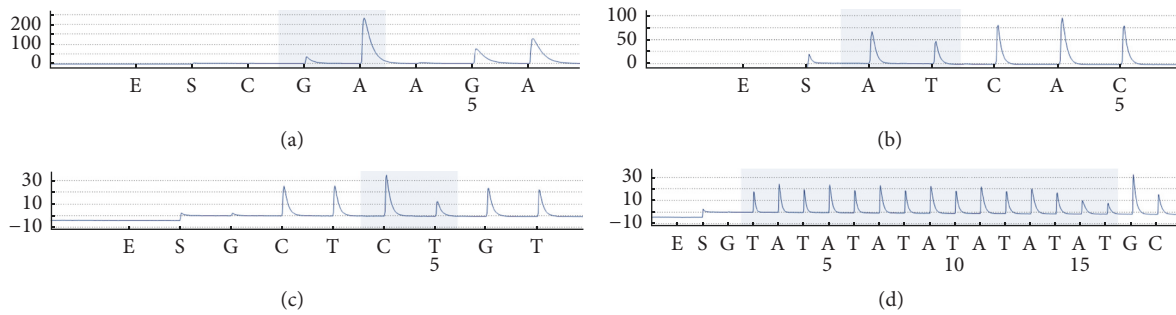 200
100
0
E S C G A A G A
5
(a)
100
50
0
E S A T C A C
5
(b)
30
10
−10
E S G C T C T G T
5
(c)
30
10
−10
E S G T A T A T A T A T A T A T A T G C
5 10 15
(d)